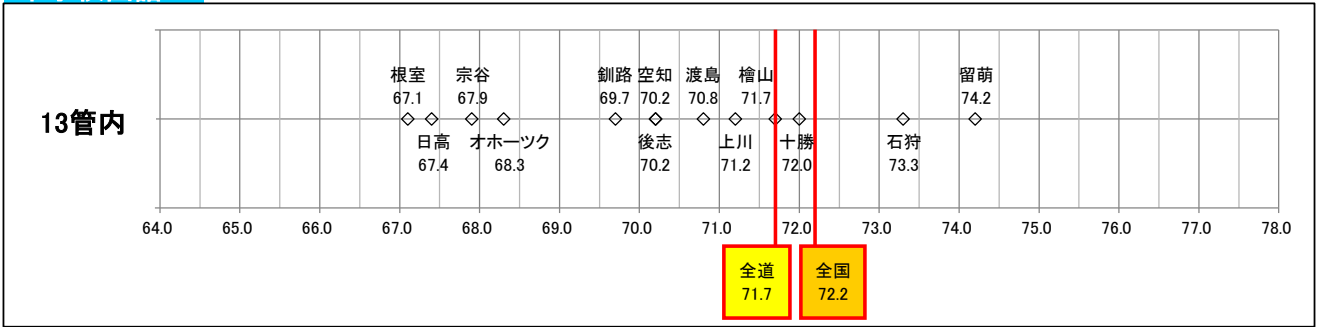 根室 宗谷 釧路 空知 渡島 檜山 留萌
67.1 67.9 69.7 70.2 70.8 71.7 74.2
13管内
日高 オホーツク 後志 上川 十勝 石狩
67.4 68.3 70.2 71.2 72.0 73.3
64.0 65.0 66.0 67.0 68.0 69.0 70.0 71.0 72.0 73.0 74.0 75.0 76.0 77.0 78.0
全道 全国
71.7 72.2